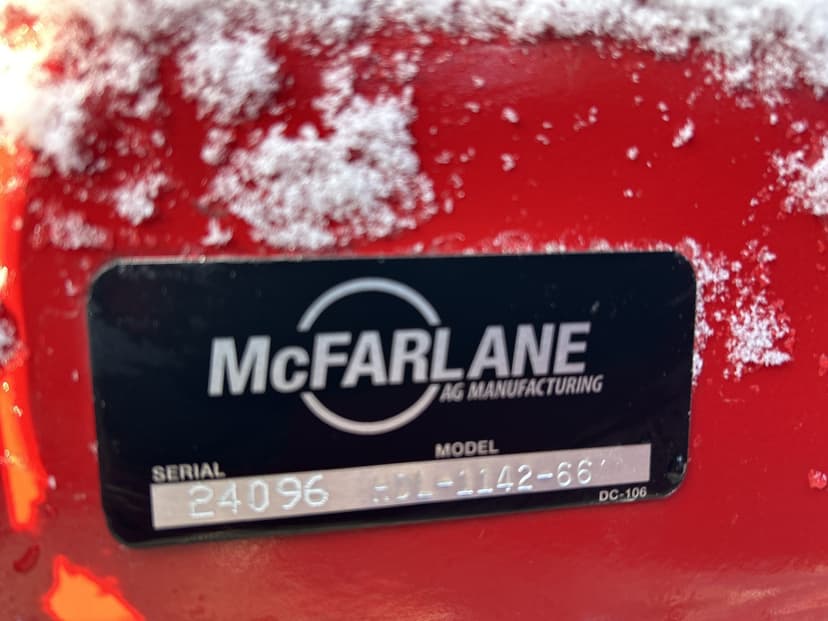 McFARLANE
AG MANUFACTURING
MODEL
SERIAL
24096 HDL-1142-66'
DC-106